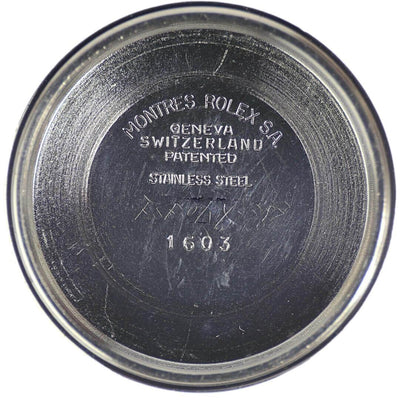 MONTRES ROLEX S.A.
GENEVA
SWITZERLAND
PATENTED
STAINLESS STEEL
1603